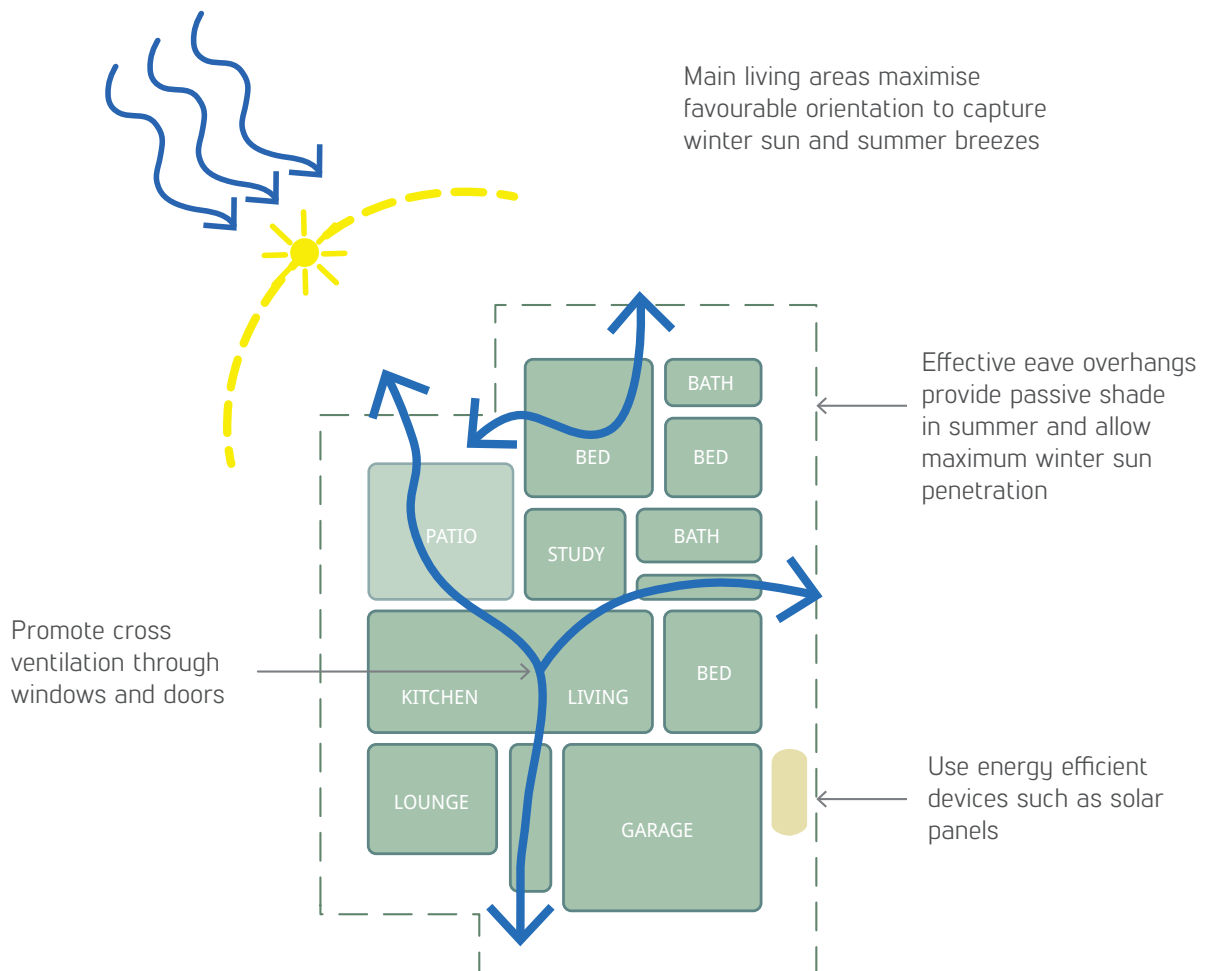 Main living areas maximise
favourable orientation to capture
winter sun and summer breezes
Effective eave overhangs
provide passive shade
in summer and allow
maximum winter sun
penetration
BATH
BED
BED
PATIO
STUDY
BATH
Promote cross
ventilation through
windows and doors
KITCHEN
LIVING
BED
LOUNGE
GARAGE
Use energy efficient
devices such as solar
panels